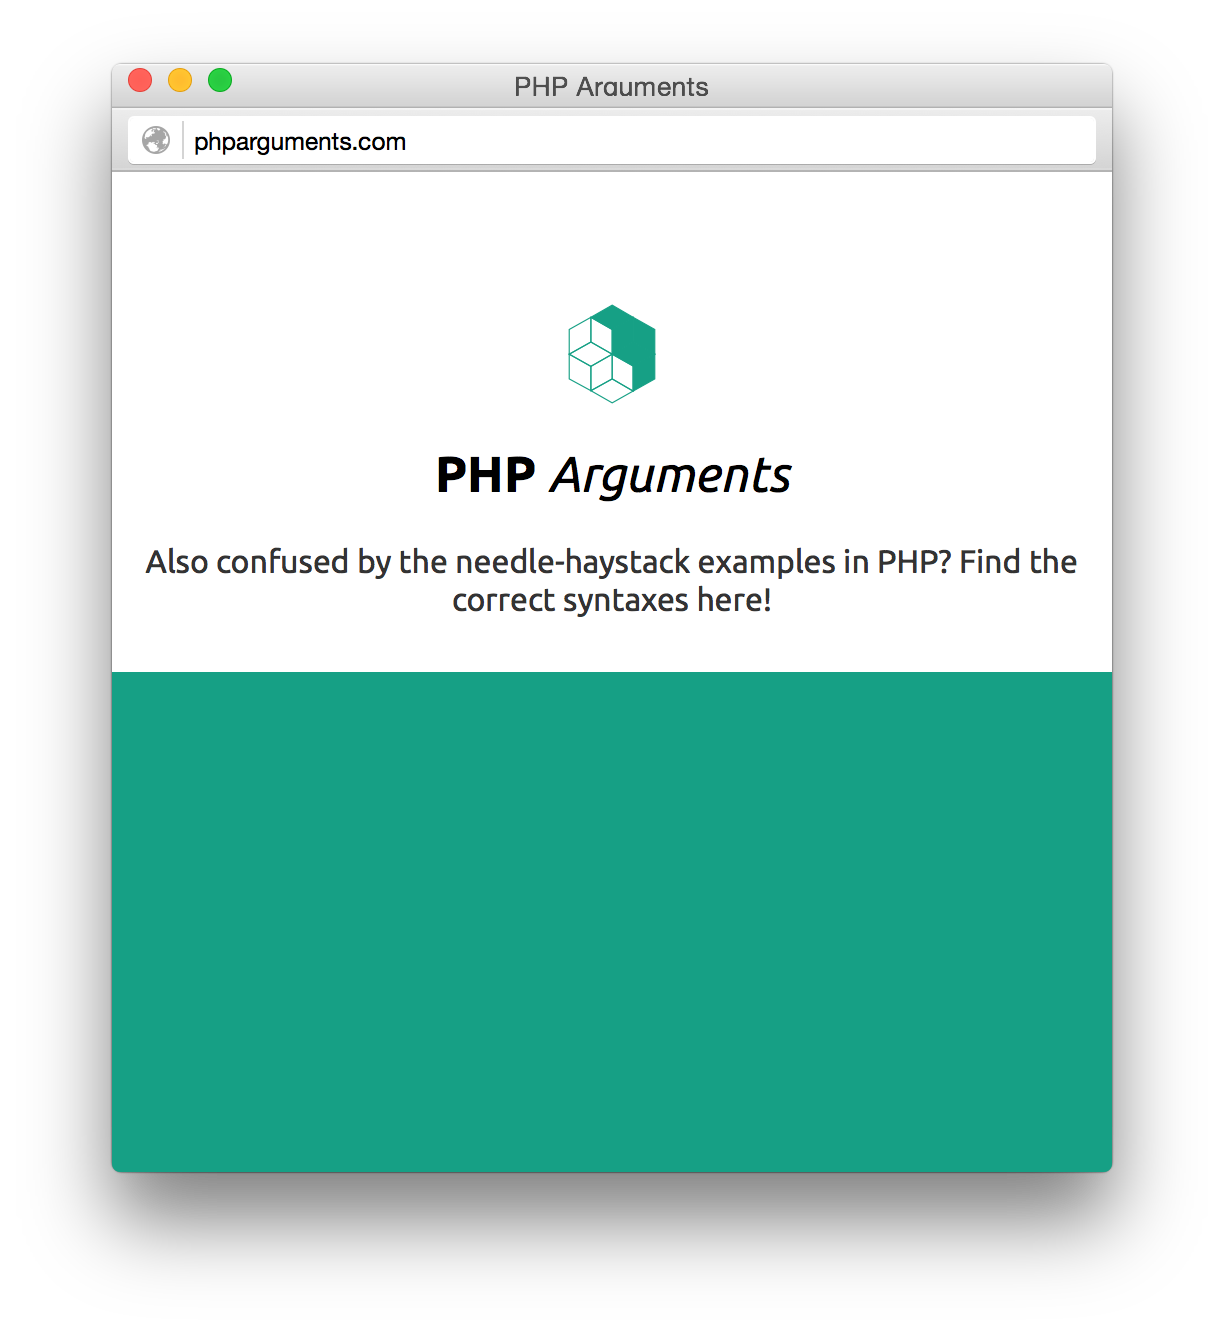 PHP Arguments
phparguments.com
PHP Arguments
Also confused by the needle-haystack examples in PHP? Find the
correct syntaxes here!